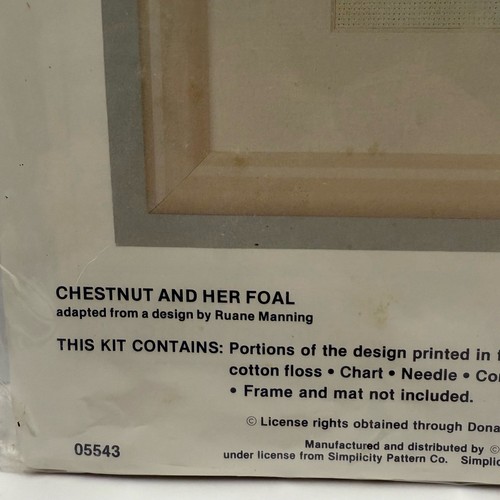 CHESTNUT AND HER FOAL
adapted from a design by Ruane Manning
THIS KIT CONTAINS: Portions of the design printed in
cotton floss • Chart • Needle •
• Frame and mat not included.
© License rights obtained through
05543
Manufactured and distributed by ©
under license from Simplicity Pattern Co.